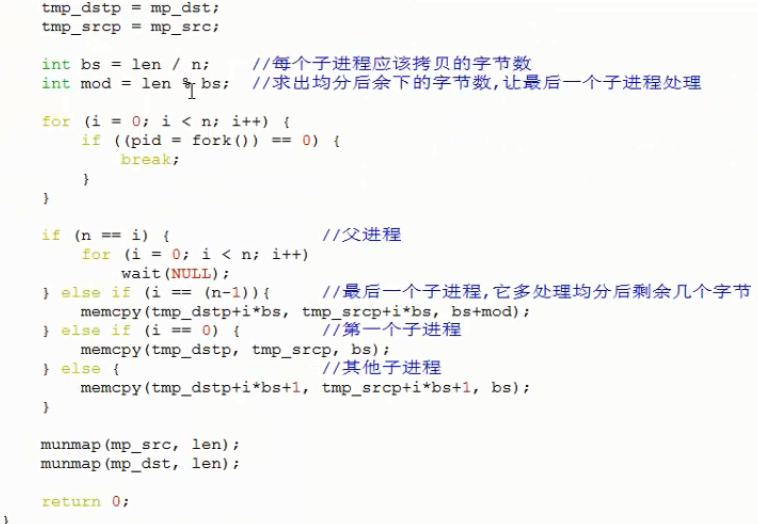 tmp_dstp = mp_dst;
tmp_srcp = mp_src;
int bs = len / n;    //每个子进程应该拷贝的字节数
int mod = len % bs;  //求出均分后余下的字节数,让最后一个子进程处理
for (i = 0; i < n; i++) {
    if ((pid = fork()) == 0) {
        break;
    }
}
if (n == i) {                //父进程
    for (i = 0; i < n; i++)
        wait(NULL);
} else if (i == (n-1)){      //最后一个子进程,它多处理均分后剩余几个字节
    memcpy(tmp_dstp+i*bs, tmp_srcp+i*bs, bs+mod);
} else if (i == 0) {         //第一个子进程
    memcpy(tmp_dstp, tmp_srcp, bs);
} else {                     //其他子进程
    memcpy(tmp_dstp+i*bs+1, tmp_srcp+i*bs+1, bs);
}
munmap(mp_src, len);
munmap(mp_dst, len);
return 0;
}